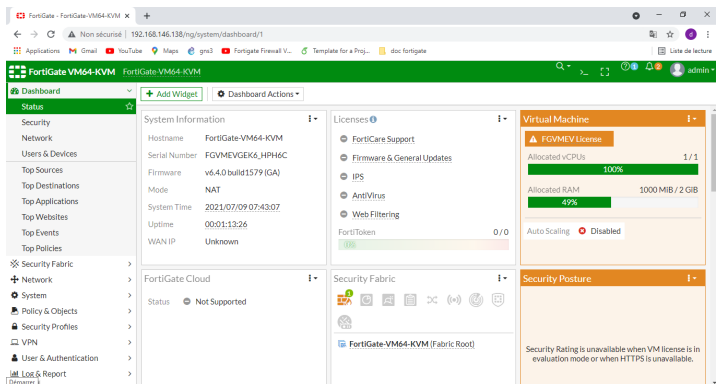 FortiGate - FortiGate-VM64-KVM
Non sécurisé | 192.168.146.138/ng/system/dashboard/1
Applications Gmail YouTube Maps gns3 Fortigate Firewall V... Template for a Proj... doc fortigate Liste de lecture
FortiGate VM64-KVM FortiGate-VM64-KVM admin
Dashboard
Status
Security
Network
Users & Devices
Top Sources
Top Destinations
Top Applications
Top Websites
Top Events
Top Policies
Security Fabric
Network
System
Policy & Objects
Security Profiles
VPN
User & Authentication
Log & Report
Démarrer
+ Add Widget Dashboard Actions
System Information
Hostname FortiGate-VM64-KVM
Serial Number FGVMEVGEK6_HPH6C
Firmware v6.4.0 build1579 (GA)
Mode NAT
System Time 2021/07/09 07:43:07
Uptime 00:01:13:26
WAN IP Unknown
Licenses
FortiCare Support
Firmware & General Updates
IPS
AntiVirus
Web Filtering
FortiToken 0/0
0%
Virtual Machine
FGVMEV License
Allocated vCPUs 1/1
100%
Allocated RAM 1000 MiB / 2 GiB
49%
Auto Scaling Disabled
FortiGate Cloud
Status Not Supported
Security Fabric
1
FortiGate-VM64-KVM (Fabric Root)
Security Posture
Security Rating is unavailable when VM license is in
evaluation mode or when HTTPS is unavailable.